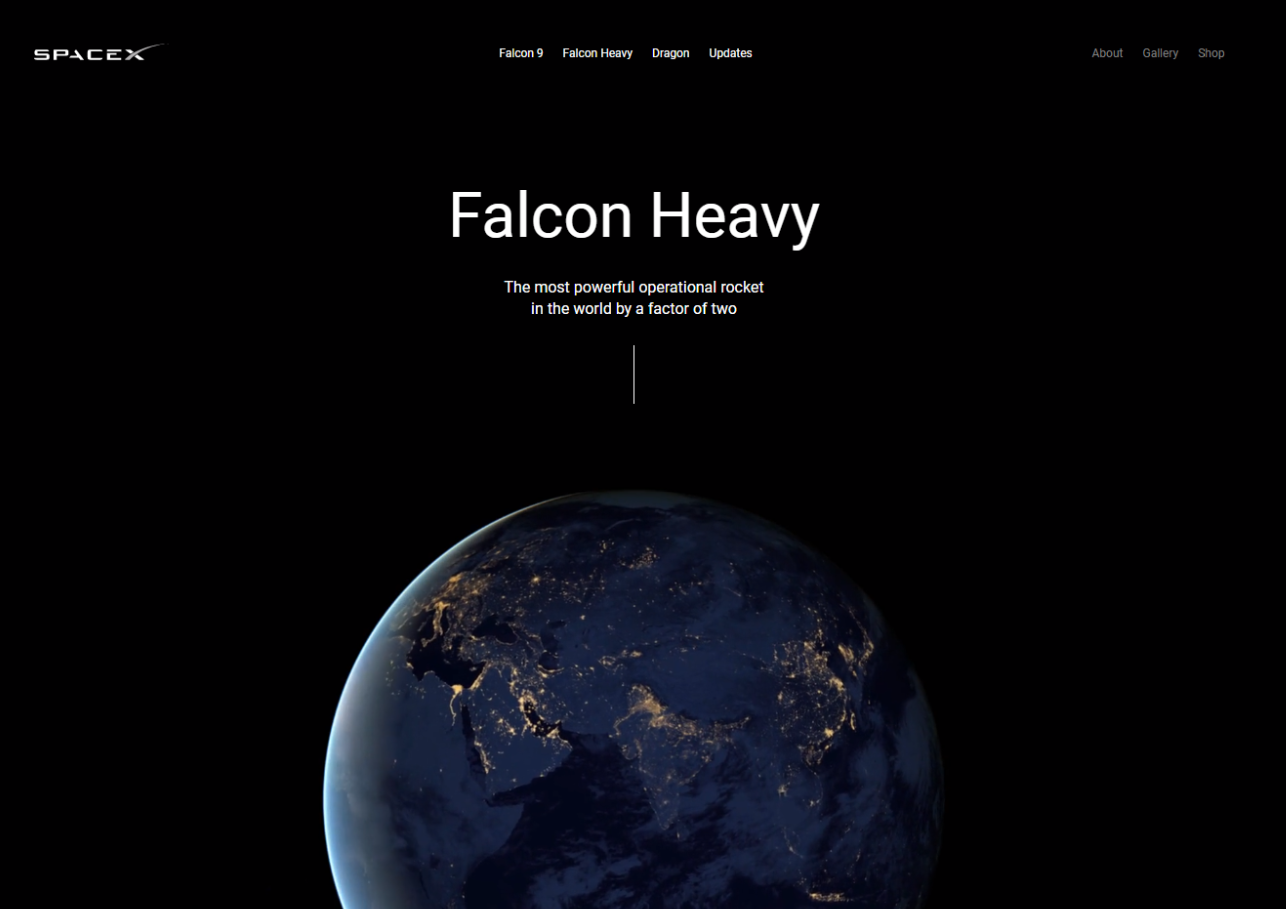 SPACEX
Falcon 9 Falcon Heavy Dragon Updates
About Gallery Shop
Falcon Heavy
The most powerful operational rocket
in the world by a factor of two